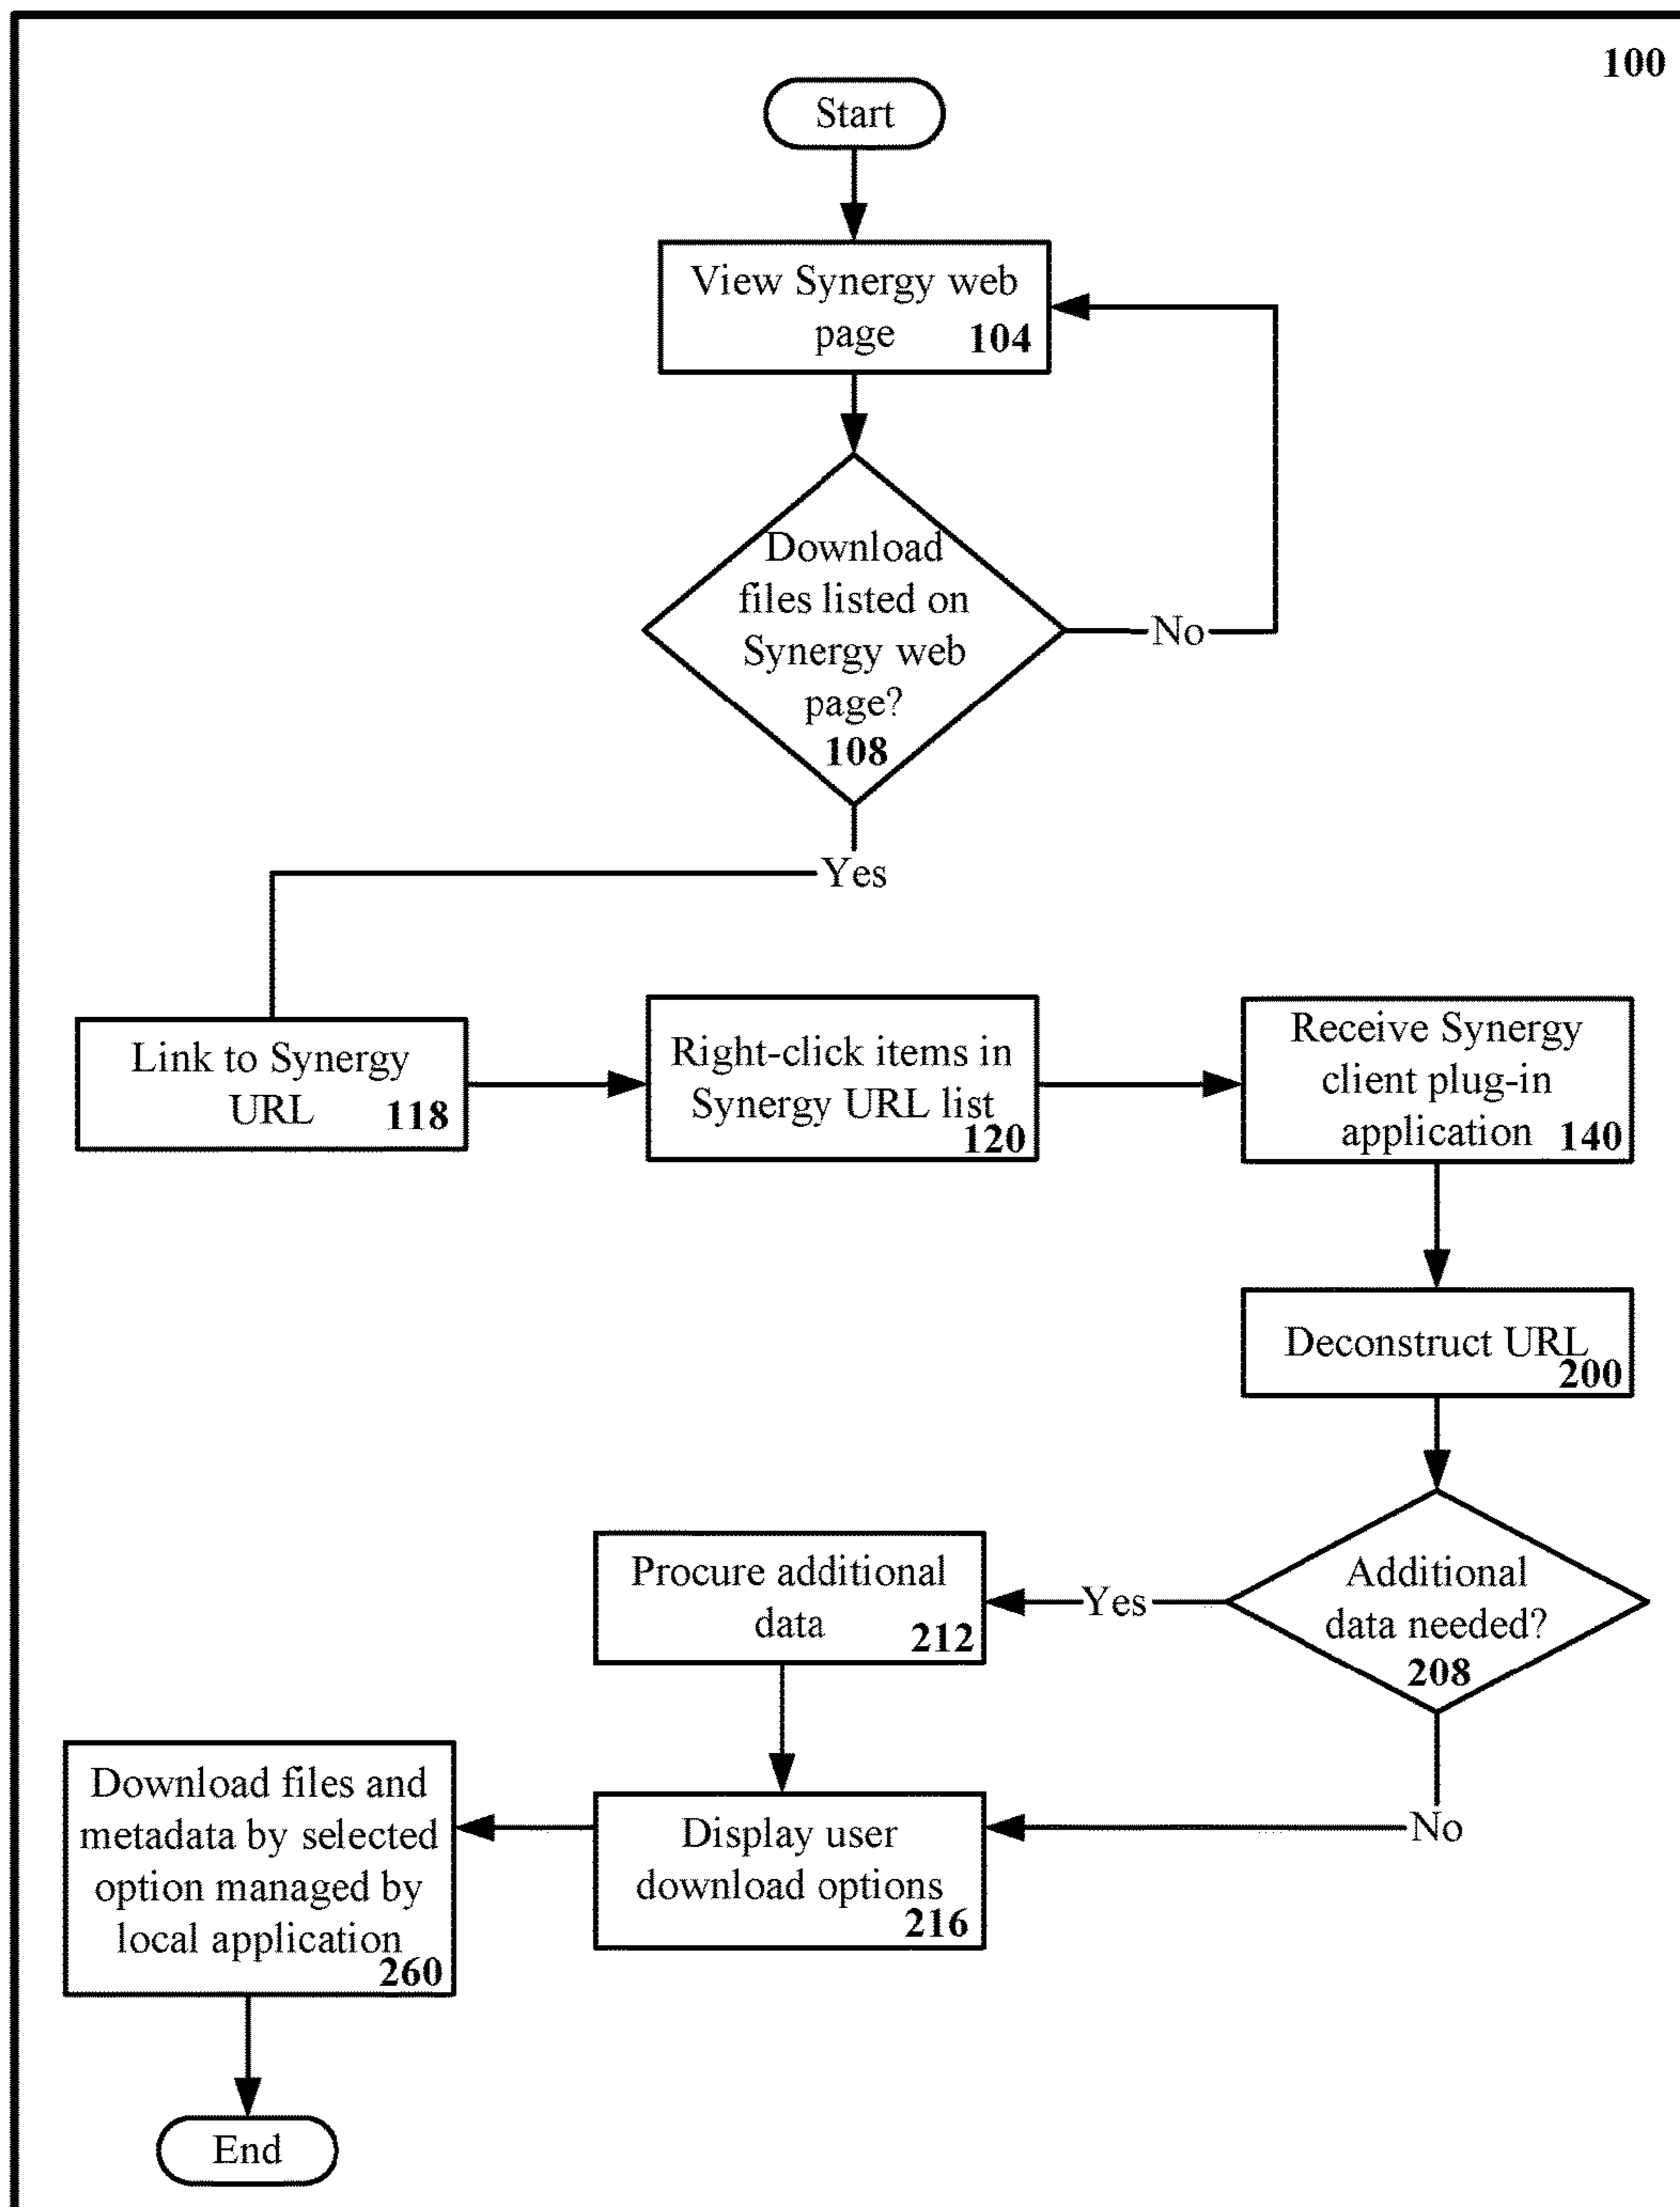 100
Start
View Synergy web
page 104
Download
files listed on
Synergy web
page?
108
No
Yes
Link to Synergy
URL 118
Right-click items in
Synergy URL list
120
Receive Synergy
client plug-in
application 140
Deconstruct URL
200
Additional
data needed?
208
Yes
No
Procure additional
data 212
Display user
download options
216
Download files and
metadata by selected
option managed by
local application
260
End